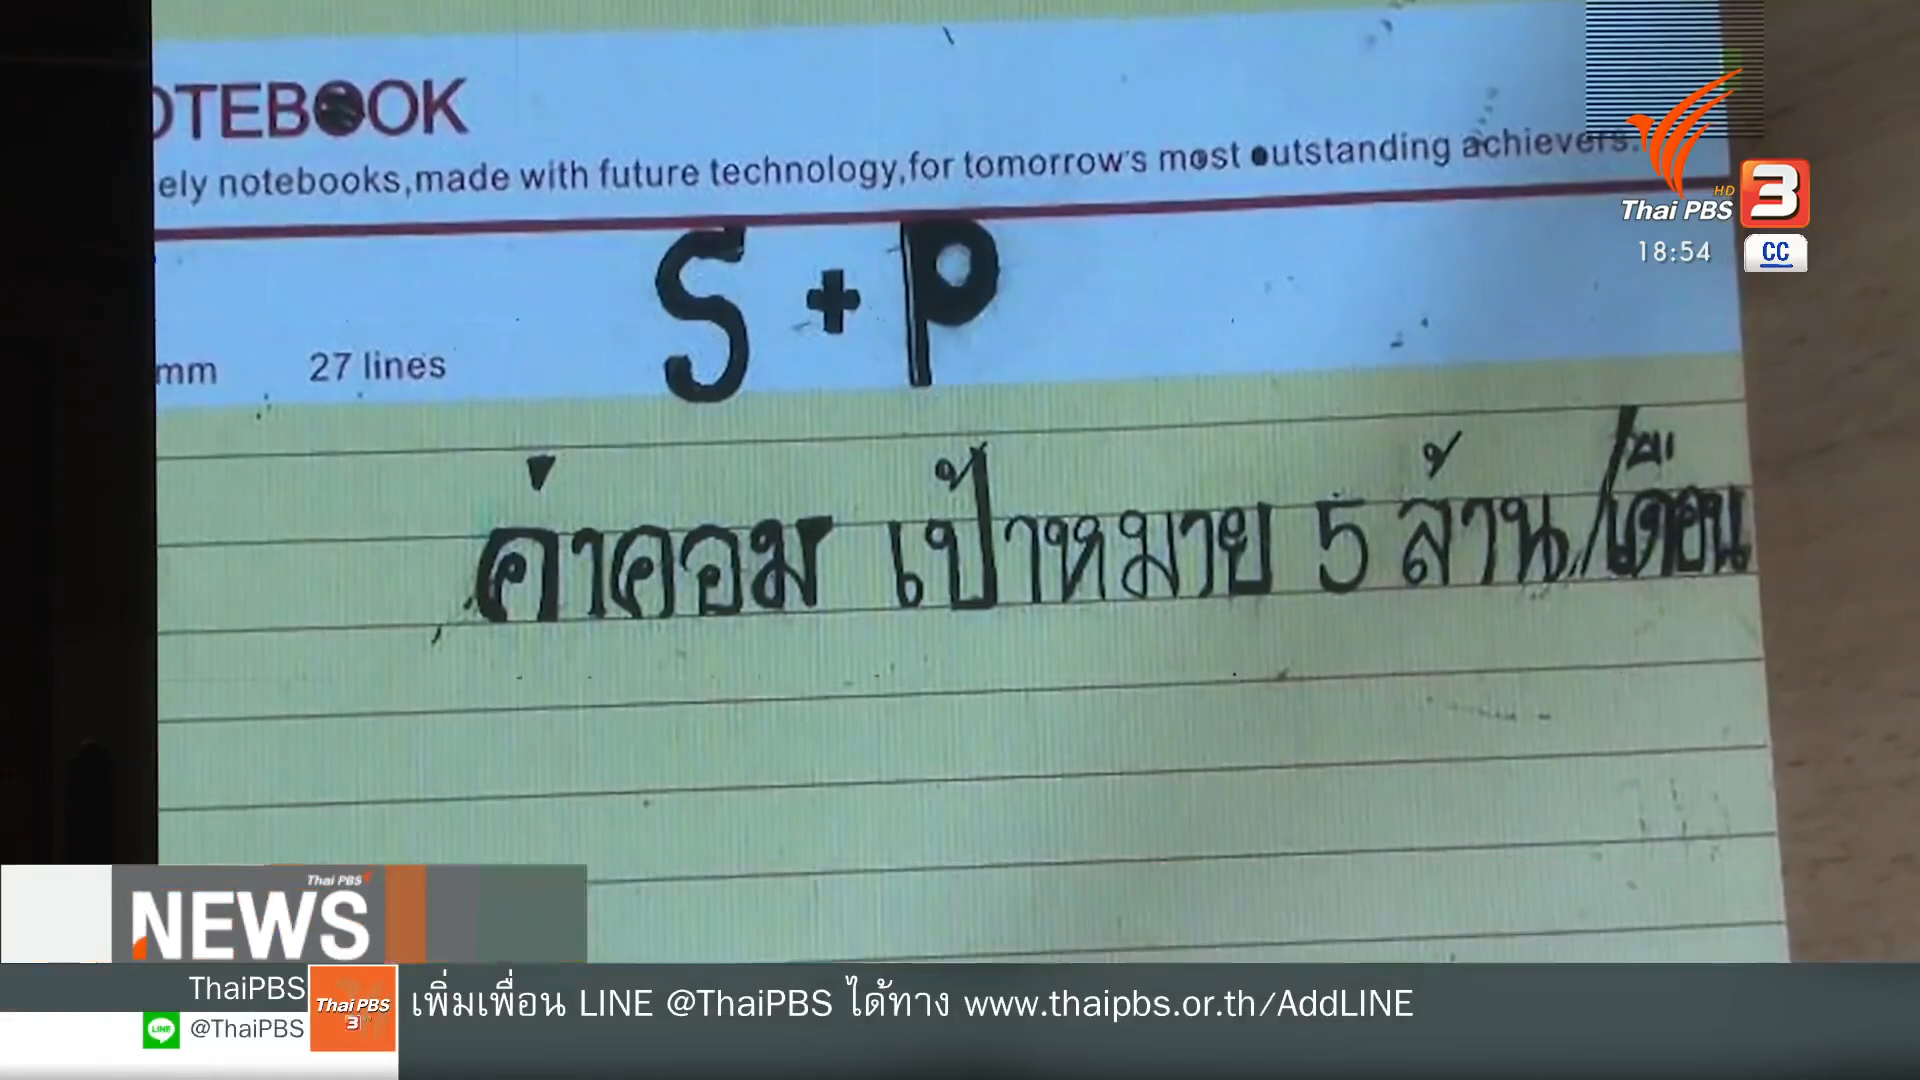 OTEBOOK
ely notebooks,made with future technology,for tomorrow's most outstanding achievers.
Thai PBS HD 3
18:54 CC
S + P
mm 27 lines
ค่าคอม เป้าหมาย 5 ล้าน/เดือน
Thai PBS
NEWS
ThaiPBS
LINE @ThaiPBS
Thai PBS
3
เพิ่มเพื่อน LINE @ThaiPBS ได้ทาง www.thaipbs.or.th/AddLINE